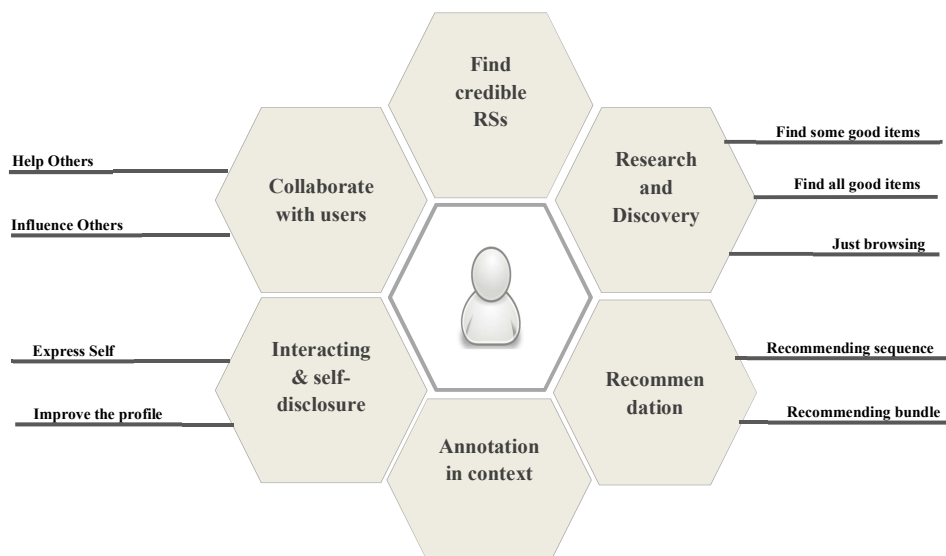 Find
credible
RSs
Help Others
Influence Others
Collaborate
with users
Research
and
Discovery
Find some good items
Find all good items
Just browsing
Express Self
Improve the profile
Interacting
& self-
disclosure
Recommen
dation
Recommending sequence
Recommending bundle
Annotation
in context